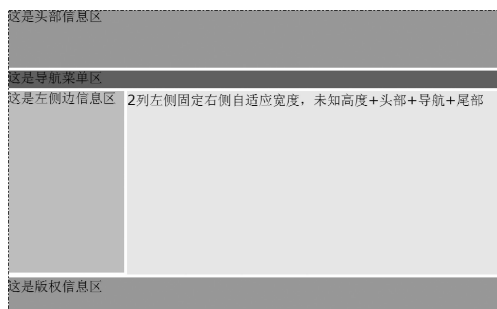 这是头部信息区
这是导航菜单区
这是左侧边信息区
2列左侧固定右侧自适应宽度，未知高度+头部+导航+尾部
这是版权信息区